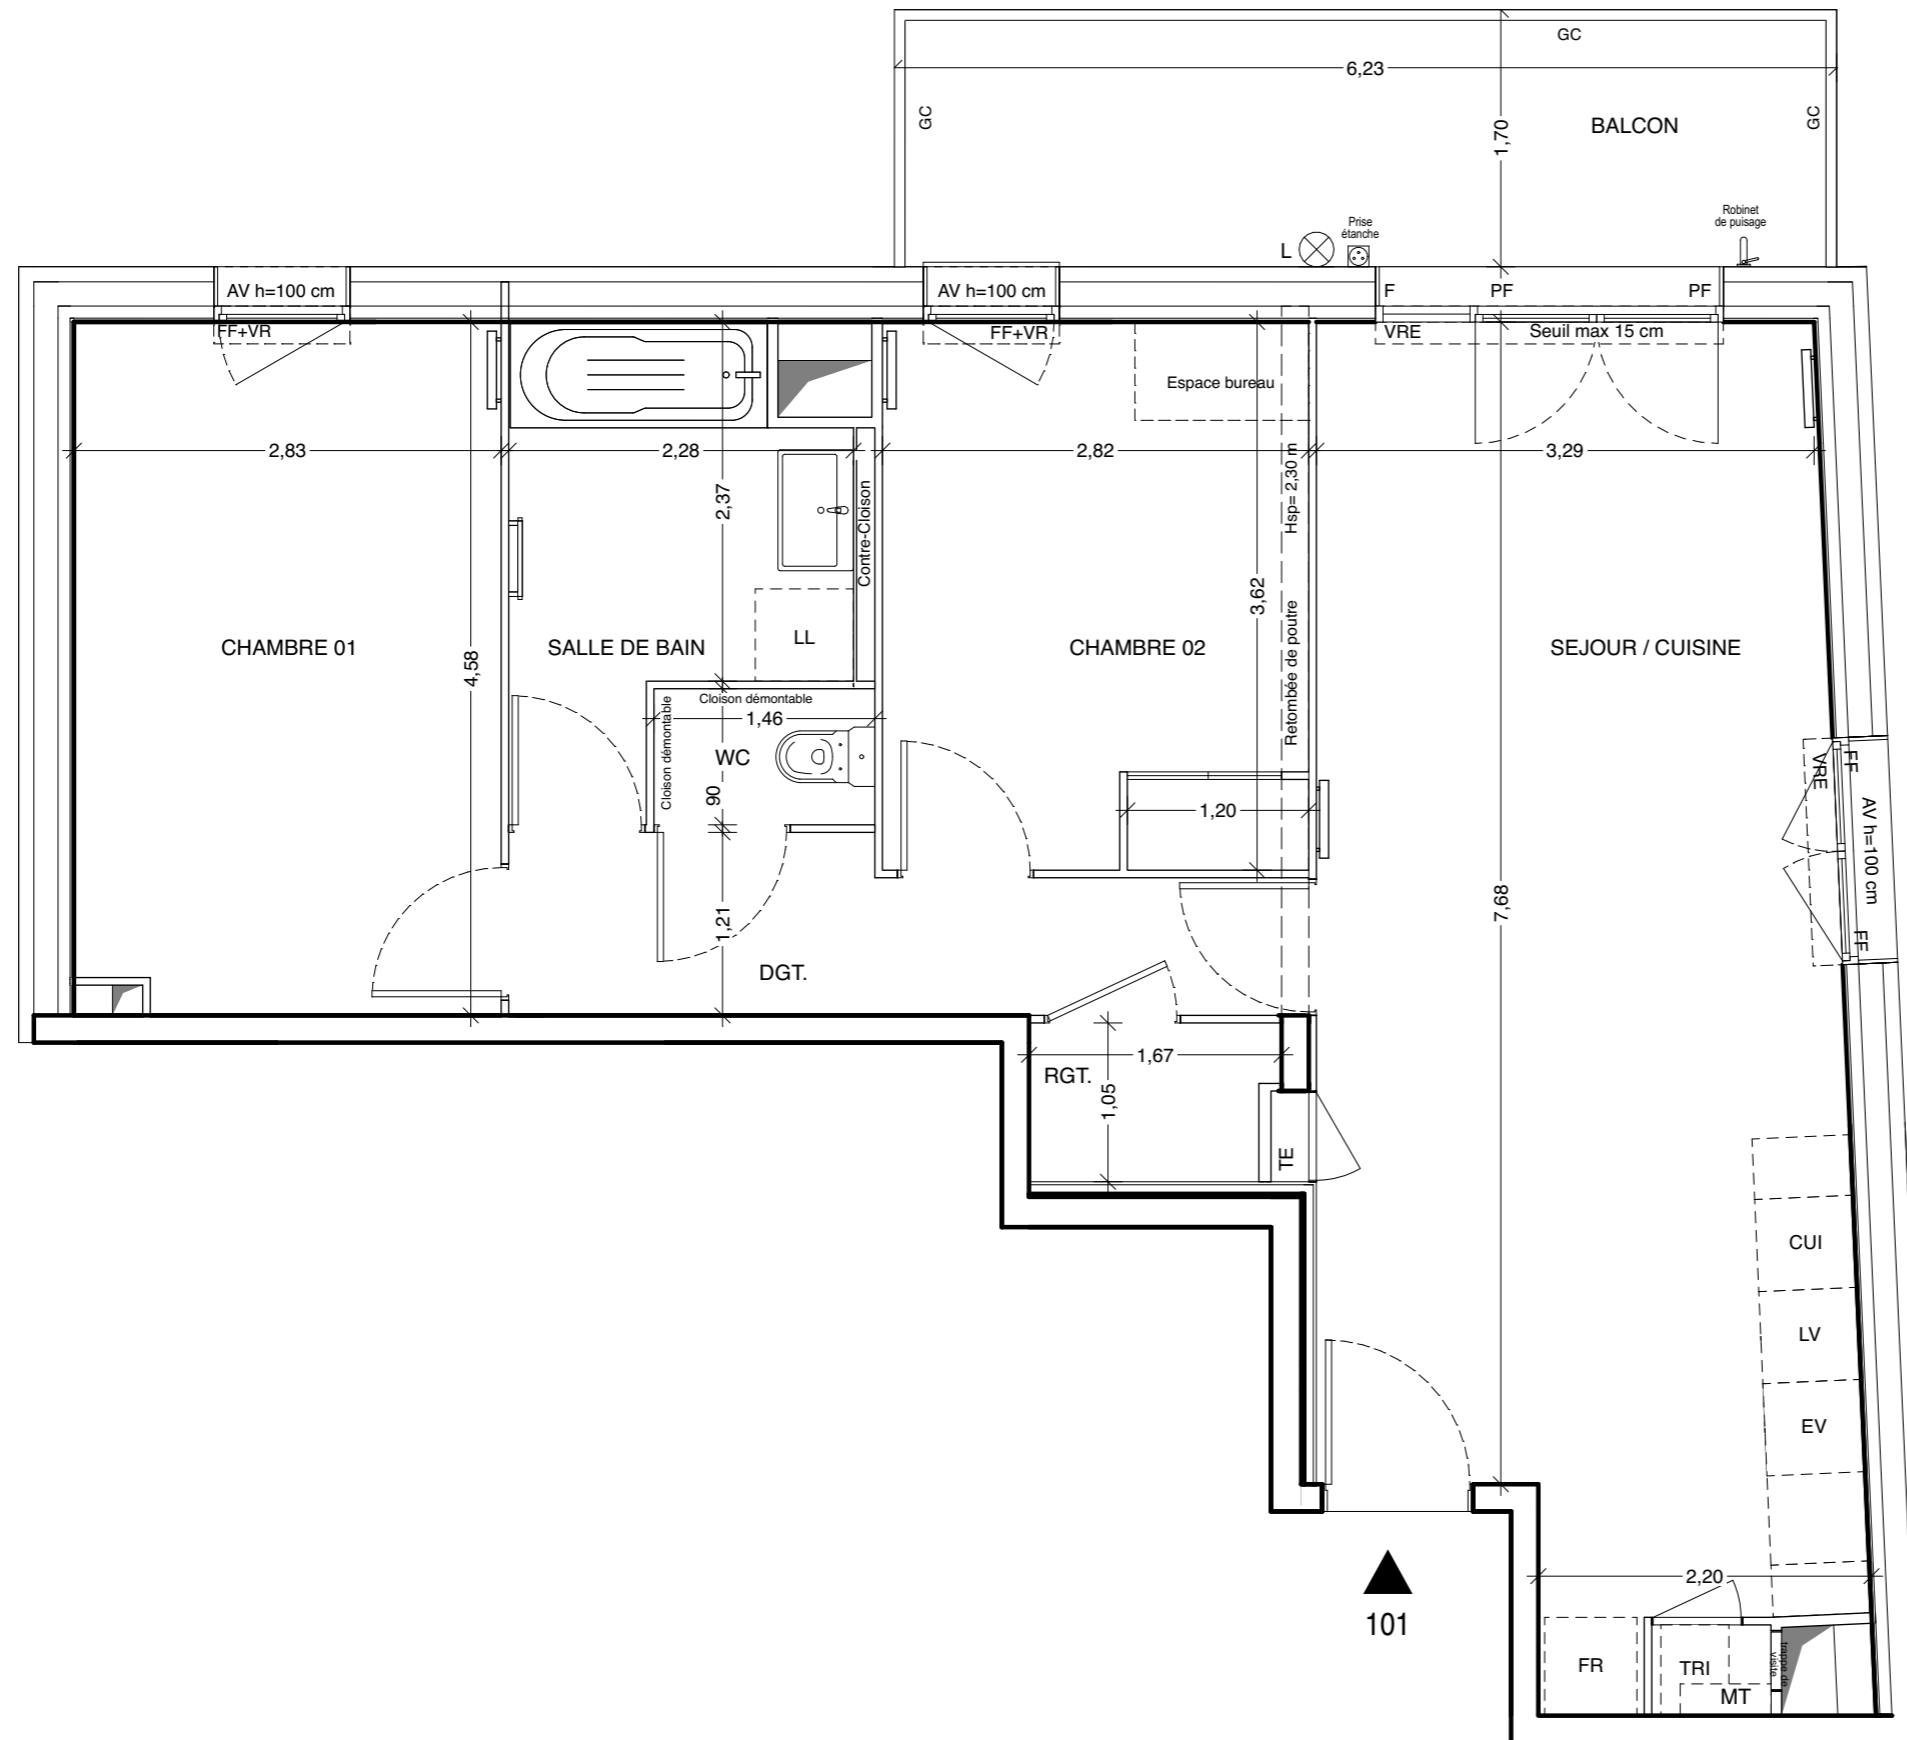 GC
6,23
GC
1,70
BALCON
GC
L
Prise
étanche
Robinet
de puisage
AV h=100 cm
AV h=100 cm
F
PF
PF
FF+VR
FF+VR
VRE
Seuil max 15 cm
Espace bureau
2,83
2,28
2,82
3,29
2,37
Contre-Cloison
Hsp= 2,30 m
3,62
Retombée de poutre
CHAMBRE 01
4,58
SALLE DE BAIN
LL
CHAMBRE 02
SEJOUR / CUISINE
Cloison démontable
Cloison démontable
1,46
WC
90
1,20
FF
VRE
AV h=100 cm
FF
7,68
1,21
DGT.
1,67
RGT.
1,05
TE
CUI
LV
EV
2,20
101
FR
TRI
MT
trappe de
visite